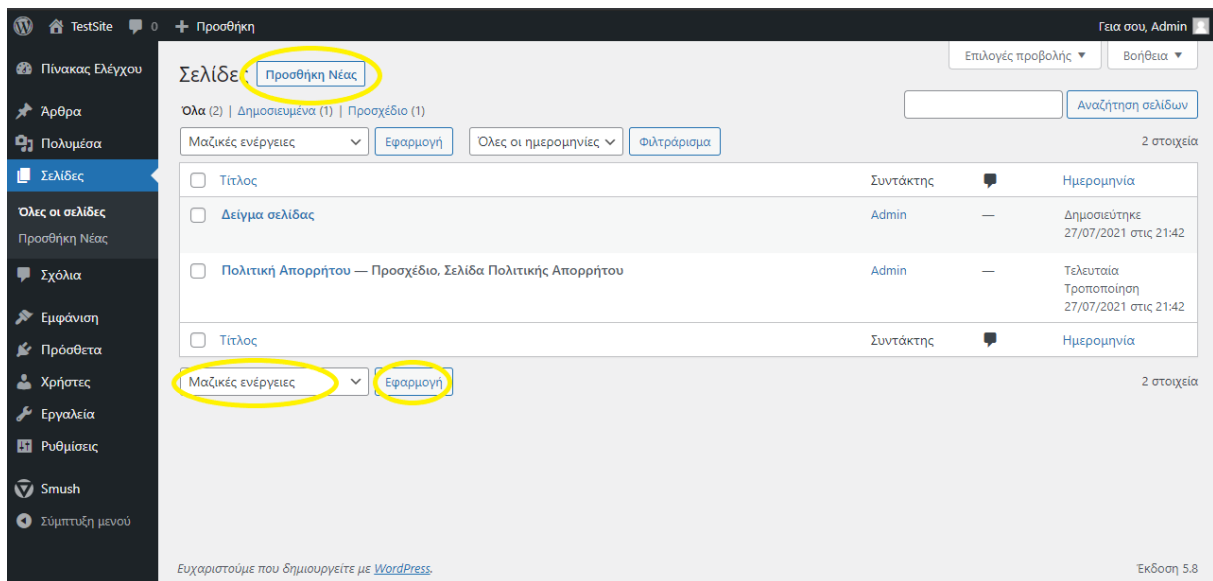 TestSite 0 Προσθήκη Γεια σου, Admin
Πίνακας Ελέγχου
Άρθρα
Πολυμέσα
Σελίδες
Όλες οι σελίδες
Προσθήκη Νέας
Σχόλια
Εμφάνιση
Πρόσθετα
Χρήστες
Εργαλεία
Ρυθμίσεις
Smush
Σύμπτυξη μενού
Επιλογές προβολής ▼ Βοήθεια ▼
Σελίδες Προσθήκη Νέας
Όλα (2) | Δημοσιευμένα (1) | Προσχέδιο (1)
Αναζήτηση σελίδων
Μαζικές ενέργειες Εφαρμογή Όλες οι ημερομηνίες Φιλτράρισμα 2 στοιχεία
Τίτλος Συντάκτης Ημερομηνία
Δείγμα σελίδας Admin — Δημοσιεύτηκε
27/07/2021 στις 21:42
Πολιτική Απορρήτου — Προσχέδιο, Σελίδα Πολιτικής Απορρήτου Admin — Τελευταία
Τροποποίηση
27/07/2021 στις 21:42
Τίτλος Συντάκτης Ημερομηνία
Μαζικές ενέργειες Εφαρμογή 2 στοιχεία
Ευχαριστούμε που δημιουργείτε με WordPress. Έκδοση 5.8